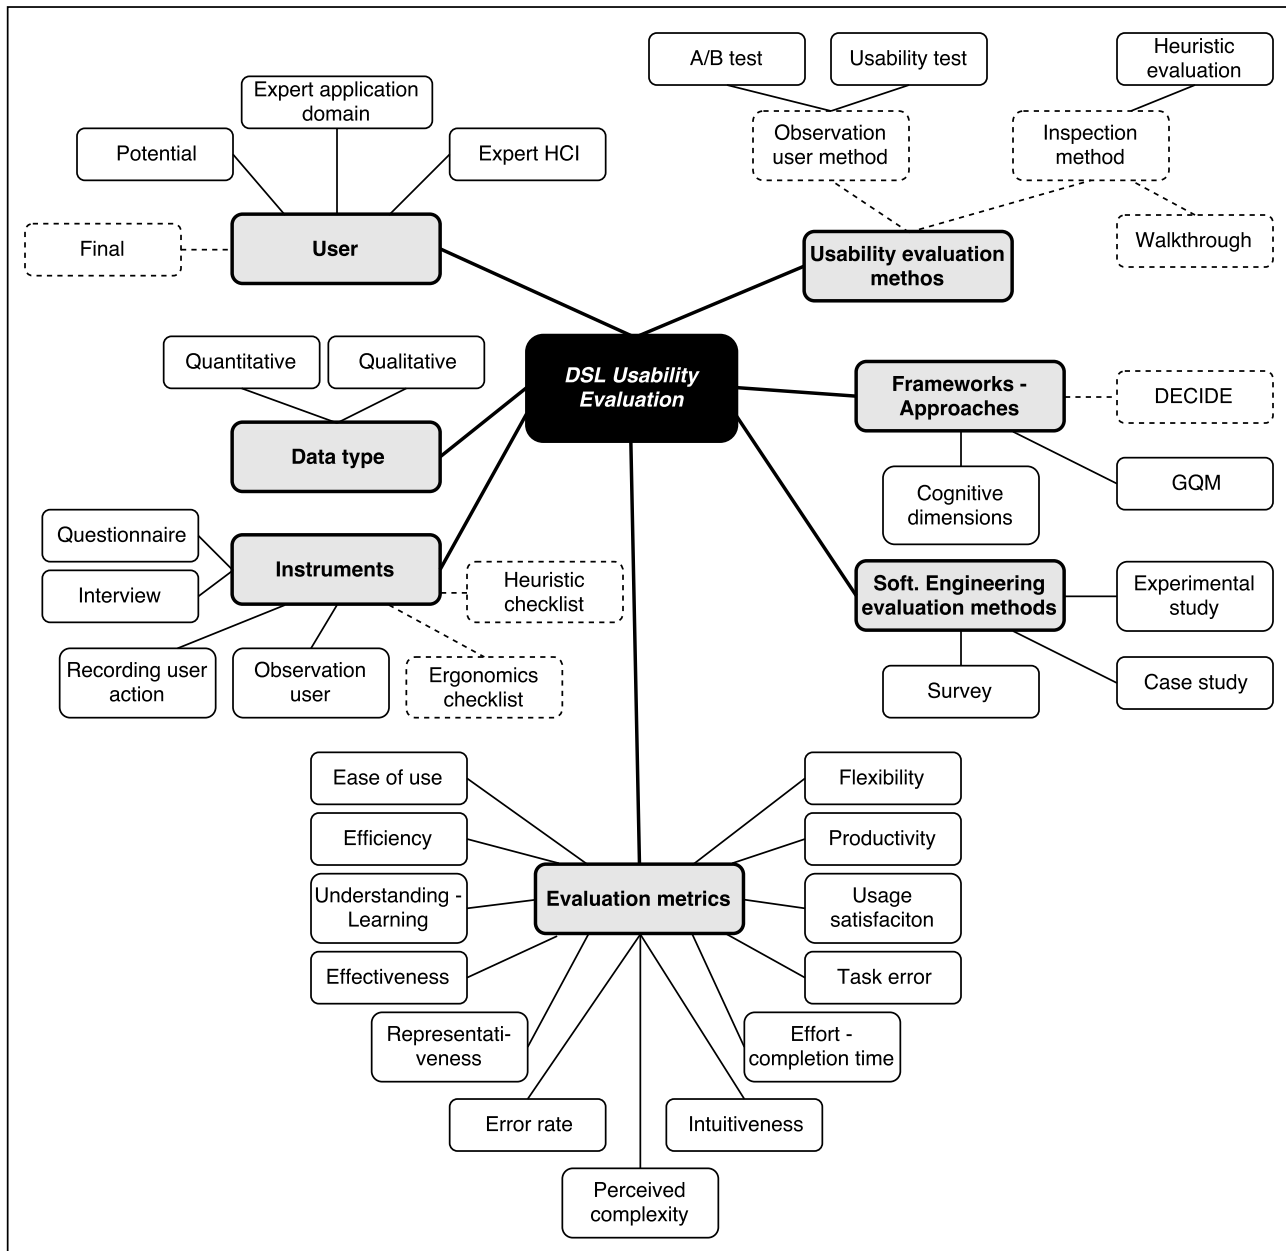 A/B test
Usability test
Heuristic
evaluation
Expert application
domain
Potential
Expert HCI
Observation
user method
Inspection
method
Final
User
Walkthrough
Usability evaluation
methos
Quantitative
Qualitative
DSL Usability
Evaluation
Frameworks -
Approaches
DECIDE
Data type
Cognitive
dimensions
GQM
Questionnaire
Interview
Instruments
Heuristic
checklist
Soft. Engineering
evaluation methods
Experimental
study
Recording user
action
Observation
user
Ergonomics
checklist
Survey
Case study
Ease of use
Flexibility
Efficiency
Productivity
Understanding -
Learning
Evaluation metrics
Usage
satisfaciton
Effectiveness
Task error
Representati-
veness
Effort -
completion time
Error rate
Intuitiveness
Perceived
complexity